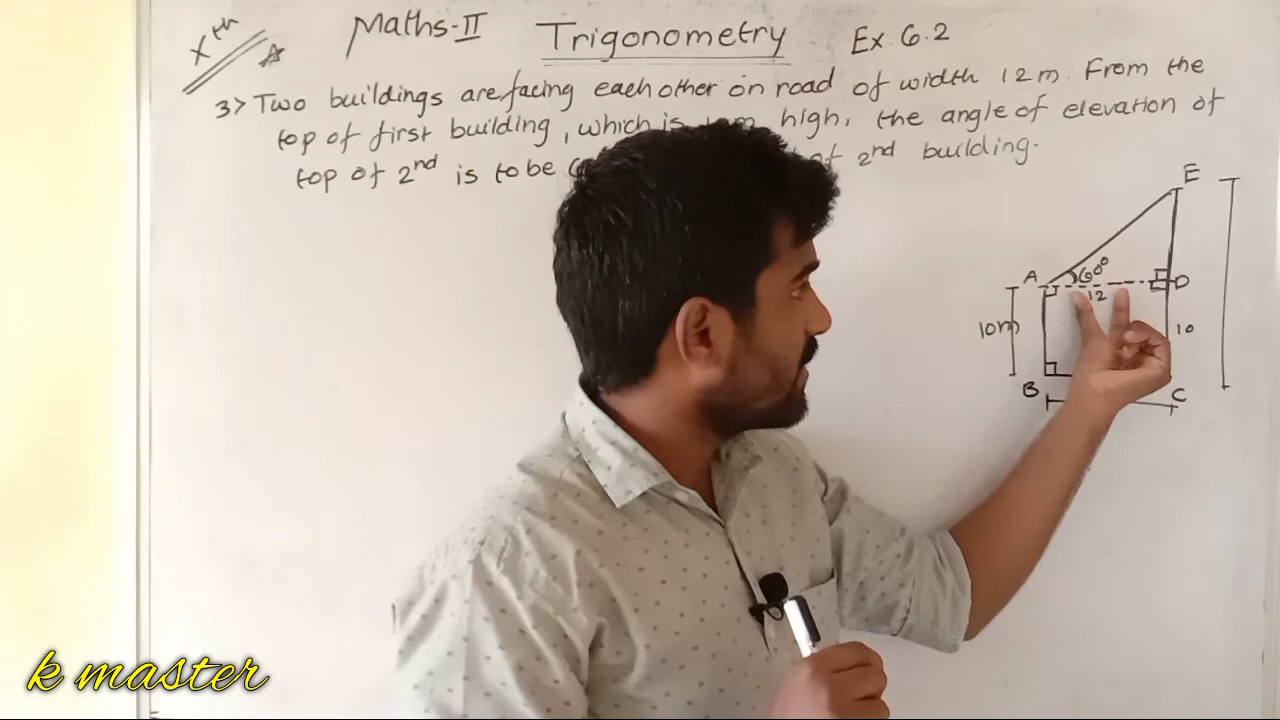 Xth A
Maths-II Trigonometry Ex 6.2
3> Two buildings are facing each other on road of width 12m. From the
top of first building, which is high, the angle of elevation of
top of 2nd is to be of 2nd building.
E
A 60° D
12
10m 10
B C
k master